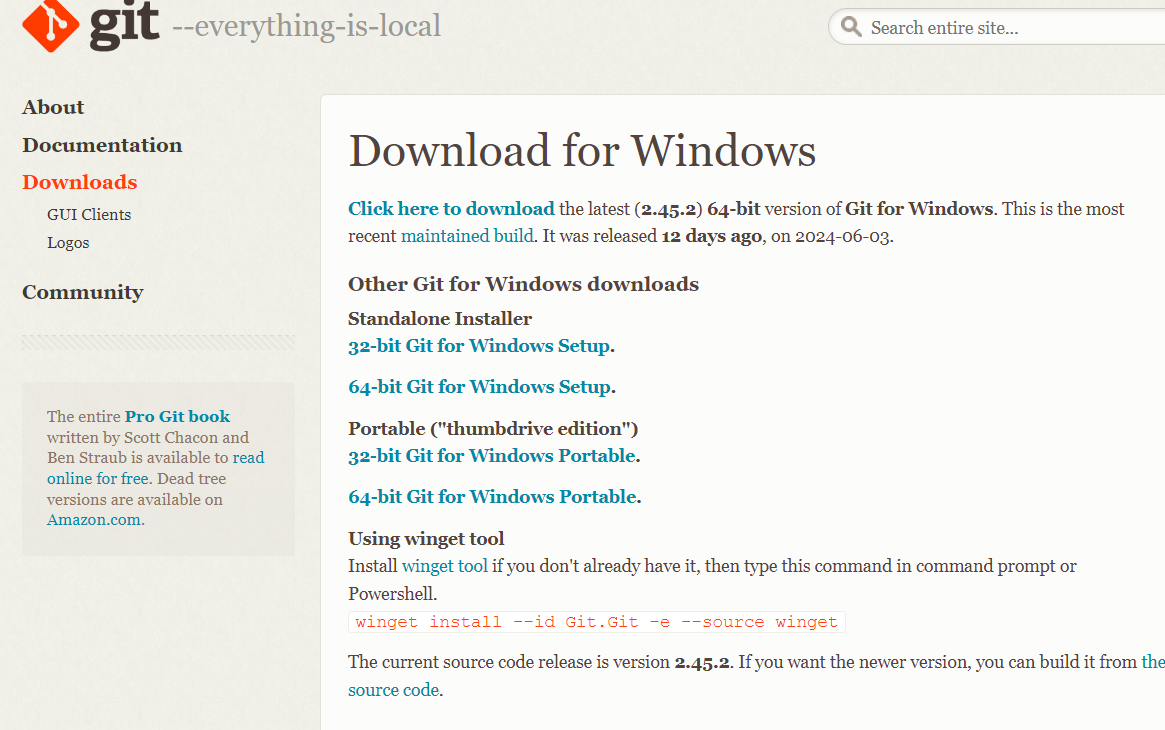 git --everything-is-local
Search entire site...
About
Documentation
Downloads
GUI Clients
Logos
Community
The entire Pro Git book
written by Scott Chacon and
Ben Straub is available to read
online for free. Dead tree
versions are available on
Amazon.com.
Download for Windows
Click here to download the latest (2.45.2) 64-bit version of Git for Windows. This is the most
recent maintained build. It was released 12 days ago, on 2024-06-03.
Other Git for Windows downloads
Standalone Installer
32-bit Git for Windows Setup.
64-bit Git for Windows Setup.
Portable ("thumbdrive edition")
32-bit Git for Windows Portable.
64-bit Git for Windows Portable.
Using winget tool
Install winget tool if you don't already have it, then type this command in command prompt or
Powershell.
winget install --id Git.Git -e --source winget
The current source code release is version 2.45.2. If you want the newer version, you can build it from the
source code.